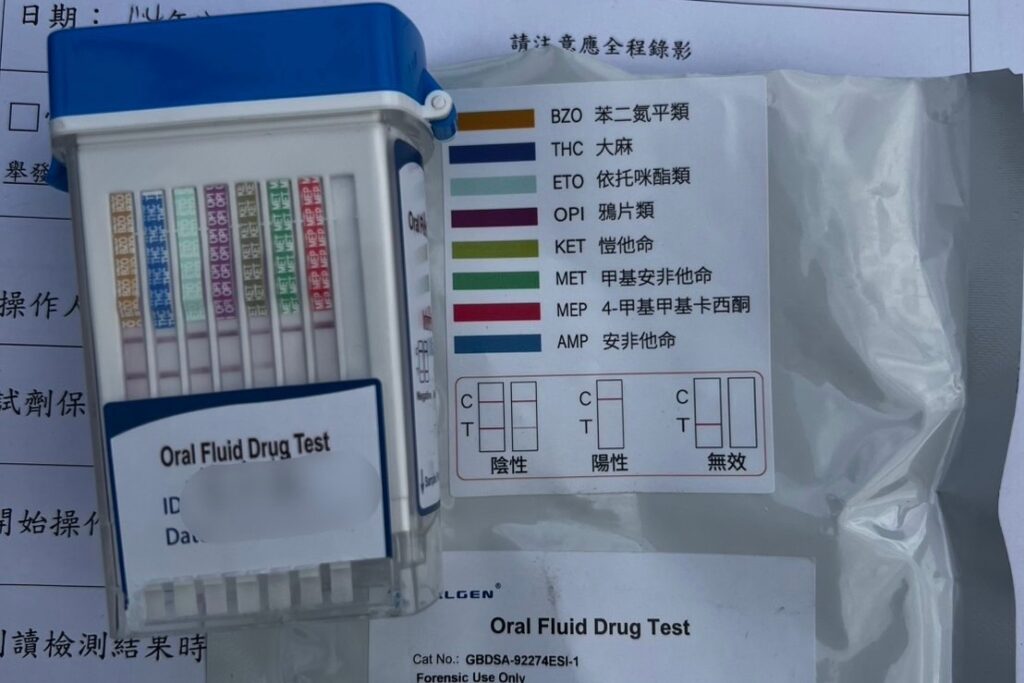 日期：
請注意應全程錄影
舉發
操作人
試劑保
開始操作
判讀檢測結果時
BZO 苯二氮平類
THC 大麻
ETO 依托咪酯類
OPI 鴉片類
KET 愷他命
MET 甲基安非他命
MEP 4-甲基甲基卡西酮
AMP 安非他命
C
T
陰性
C
T
陽性
C
T
無效
Oral Fluid Drug Test
ID
LGEN®
Oral Fluid Drug Test
Cat No.: GBDSA-92274ESI-1
Forensic Use Only